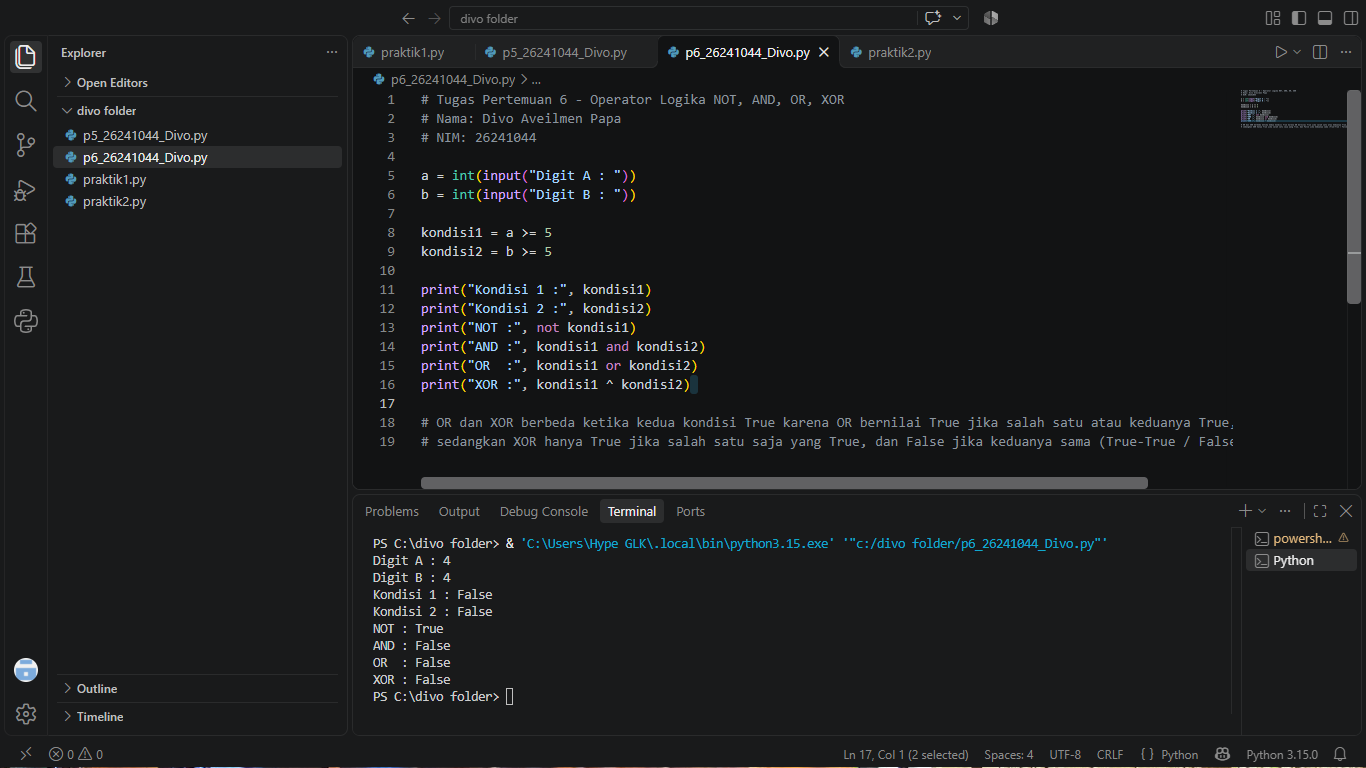 divo folder
Explorer
Open Editors
divo folder
p5_26241044_Divo.py
p6_26241044_Divo.py
praktik1.py
praktik2.py
Outline
Timeline
praktik1.py
p5_26241044_Divo.py
p6_26241044_Divo.py
praktik2.py
p6_26241044_Divo.py > ...
1 # Tugas Pertemuan 6 - Operator Logika NOT, AND, OR, XOR
2 # Nama: Divo Aveilmen Papa
3 # NIM: 26241044
4
5 a = int(input("Digit A : "))
6 b = int(input("Digit B : "))
7
8 kondisi1 = a >= 5
9 kondisi2 = b >= 5
10
11 print("Kondisi 1 :", kondisi1)
12 print("Kondisi 2 :", kondisi2)
13 print("NOT :", not kondisi1)
14 print("AND :", kondisi1 and kondisi2)
15 print("OR  :", kondisi1 or kondisi2)
16 print("XOR :", kondisi1 ^ kondisi2)
17
18 # OR dan XOR berbeda ketika kedua kondisi True karena OR bernilai True jika salah satu atau keduanya True,
19 # sedangkan XOR hanya True jika salah satu saja yang True, dan False jika keduanya sama (True-True / False
Problems Output Debug Console Terminal Ports
PS C:\divo folder> & 'C:\Users\Hype GLK\.local\bin\python3.15.exe' '"c:/divo folder/p6_26241044_Divo.py"'
Digit A : 4
Digit B : 4
Kondisi 1 : False
Kondisi 2 : False
NOT : True
AND : False
OR  : False
XOR : False
PS C:\divo folder>
powersh...
Python
0 0
Ln 17, Col 1 (2 selected) Spaces: 4 UTF-8 CRLF { } Python Python 3.15.0